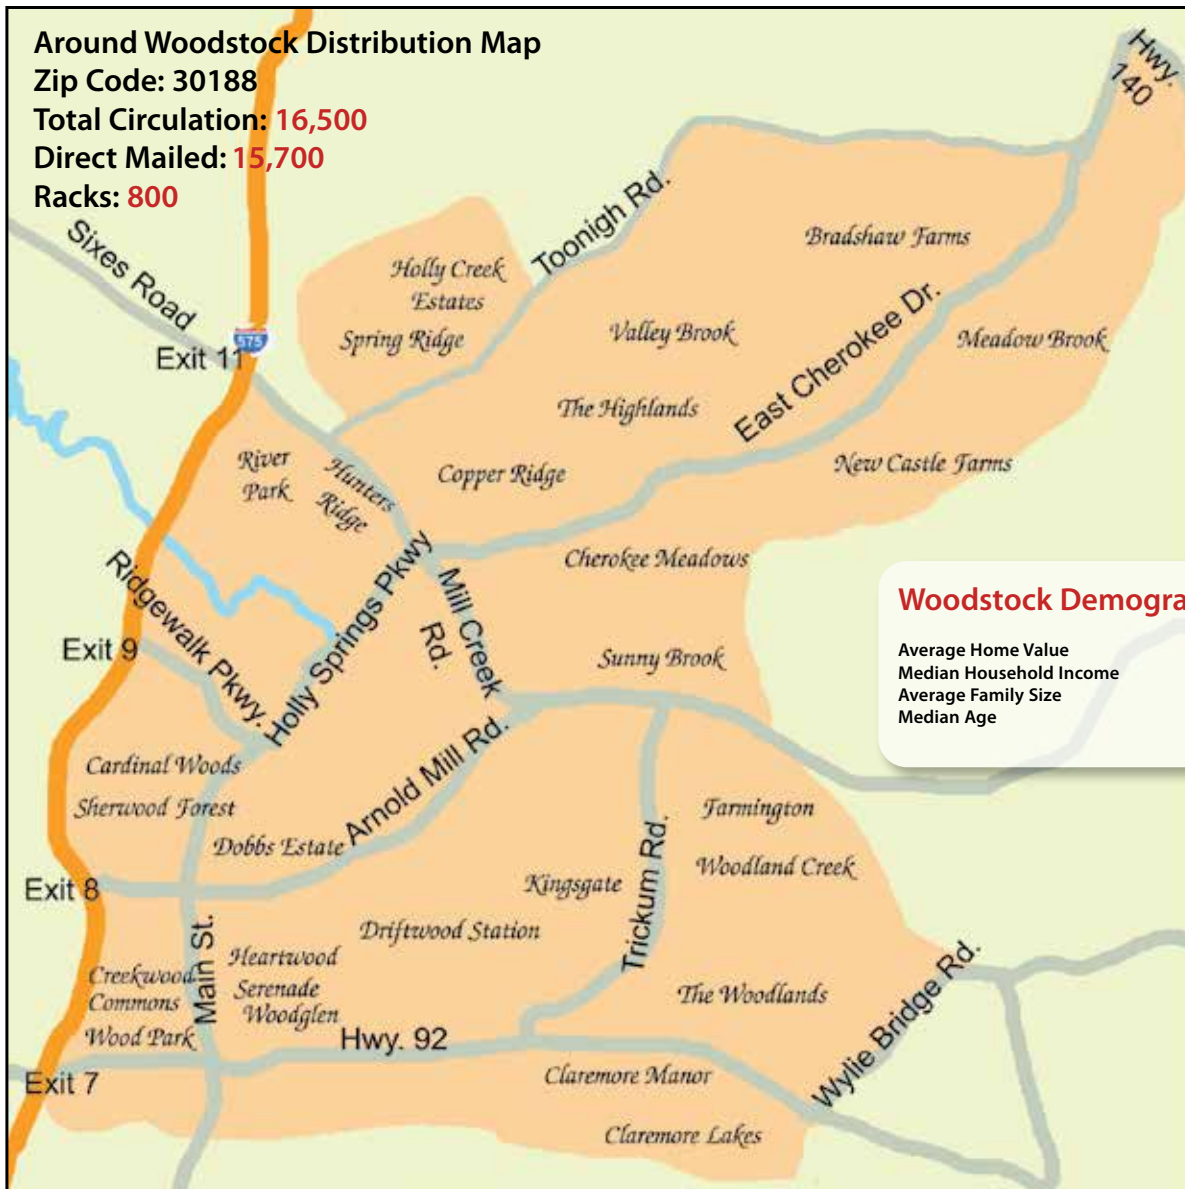 Around Woodstock Distribution Map
Zip Code: 30188
Total Circulation: 16,500
Direct Mailed: 15,700
Racks: 800
Hwy.
140
Sixes Road
Toonigh Rd.
Bradshaw Farms
Holly Creek
Estates
Spring Ridge
Valley Brook
East Cherokee Dr.
Meadow Brook
575
Exit 11
The Highlands
River
Park
Hunters
Ridge
Copper Ridge
New Castle Farms
Cherokee Meadows
Ridgewalk Pkwy.
Holly Springs Pkwy
Mill Creek
Rd.
Woodstock Demogra
Average Home Value
Median Household Income
Average Family Size
Median Age
Exit 9
Sunny Brook
Cardinal Woods
Sherwood Forest
Dobbs Estate
Arnold Mill Rd.
Farmington
Woodland Creek
Exit 8
Kingsgate
Trickum Rd.
Driftwood Station
Main St.
Heartwood
Serenade
Woodglen
Creekwood
Commons
Wood Park
The Woodlands
Wylie Bridge Rd.
Hwy. 92
Exit 7
Claremore Manor
Claremore Lakes